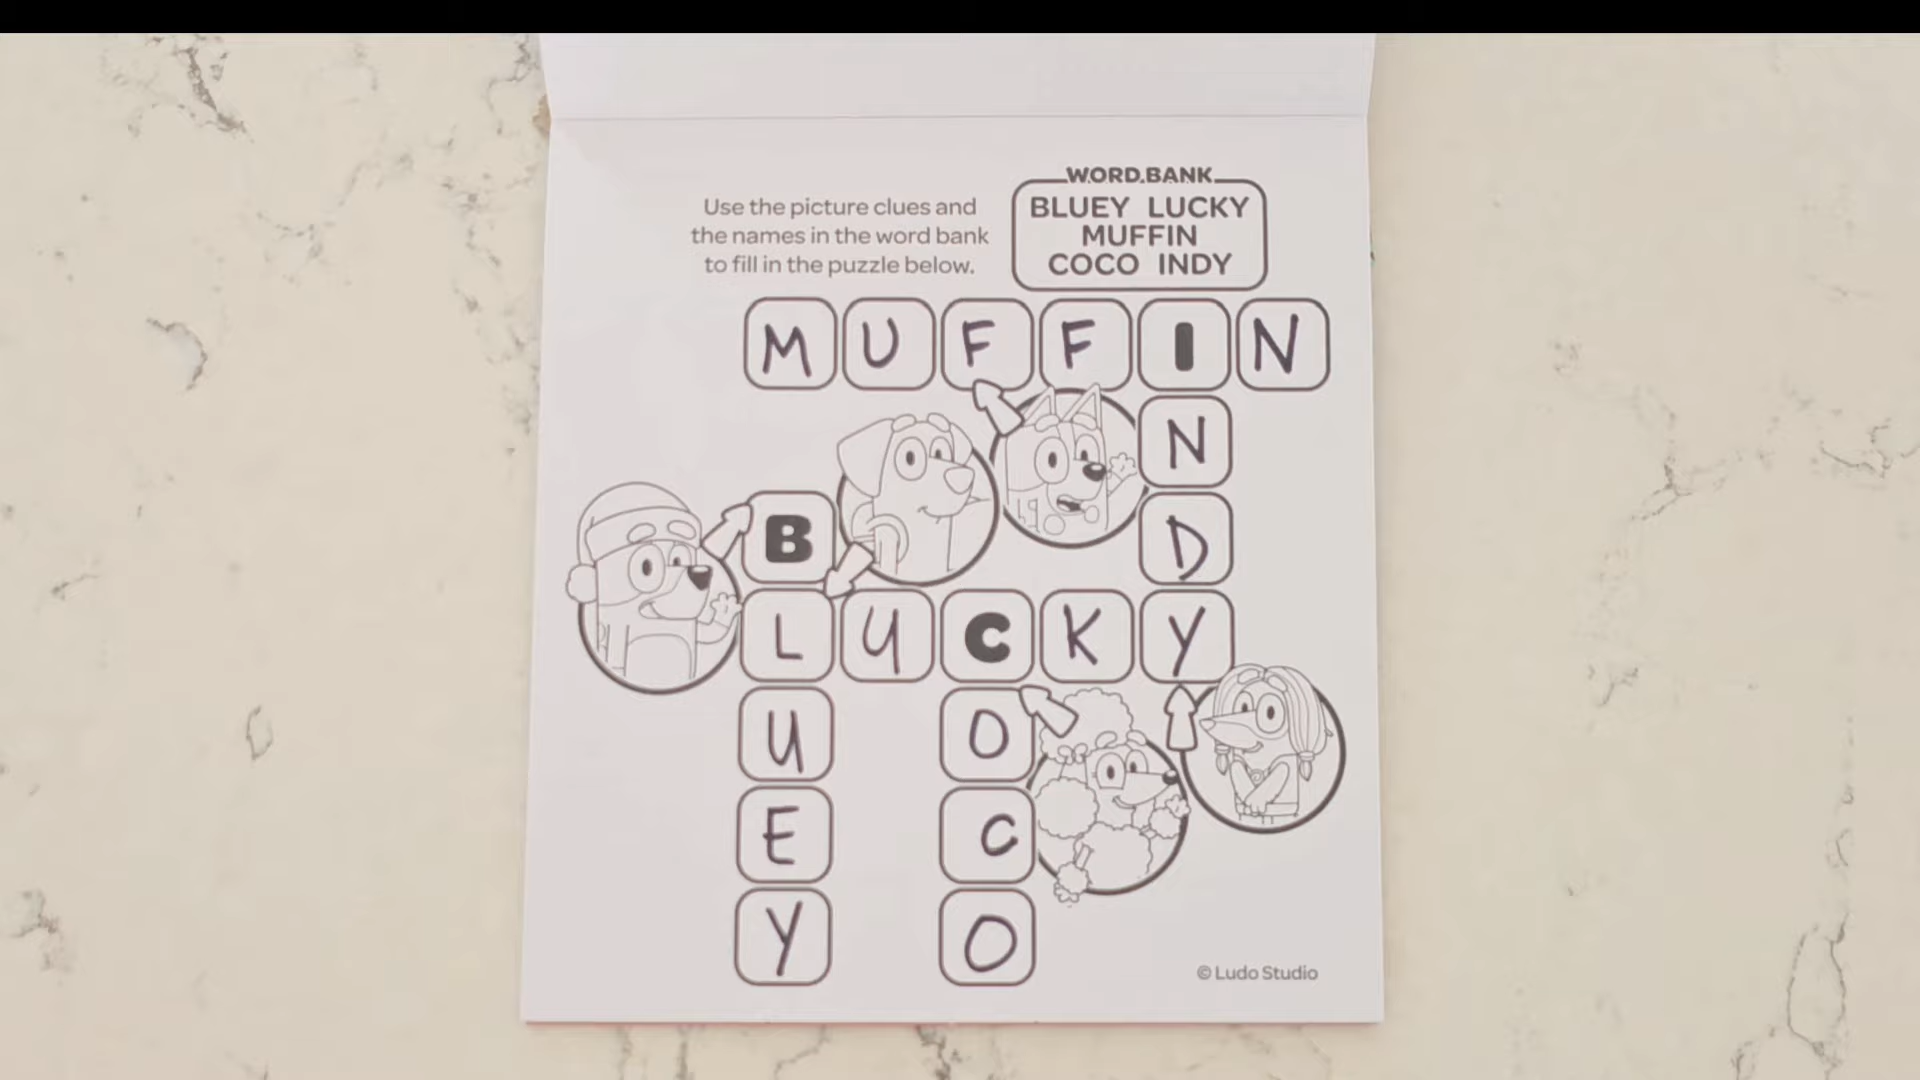 Use the picture clues and
the names in the word bank
to fill in the puzzle below.
WORD BANK
BLUEY LUCKY
MUFFIN
COCO INDY
MUFFIN
N
D
B
LUCKY
U O
E C
Y O
© Ludo Studio